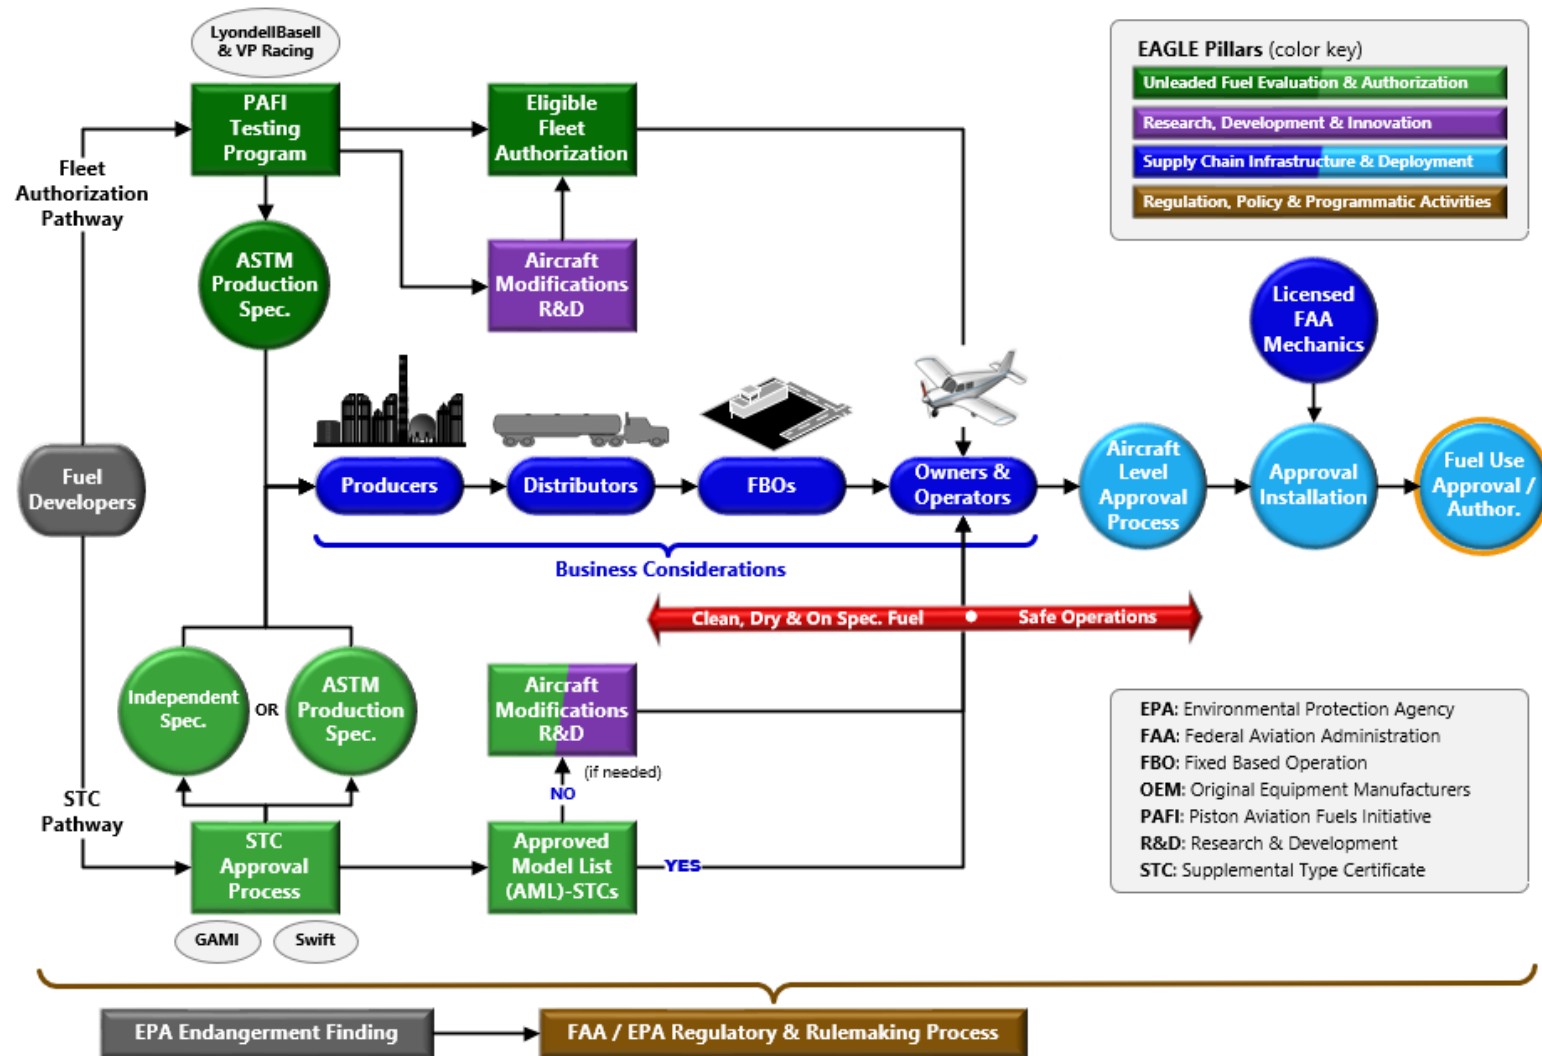 LyondellBasell
& VP Racing
PAFI
Testing
Program
Eligible
Fleet
Authorization
EAGLE Pillars (color key)
Unleaded Fuel Evaluation & Authorization
Research, Development & Innovation
Supply Chain Infrastructure & Deployment
Regulation, Policy & Programmatic Activities
Fleet
Authorization
Pathway
ASTM
Production
Spec.
Aircraft
Modifications
R&D
Licensed
FAA
Mechanics
Fuel
Developers
Producers
Distributors
FBOs
Owners &
Operators
Aircraft
Level
Approval
Process
Approval
Installation
Fuel Use
Approval /
Author.
Business Considerations
Clean, Dry & On Spec. Fuel
Safe Operations
Independent
Spec.
OR
ASTM
Production
Spec.
Aircraft
Modifications
R&D
(if needed)
NO
STC
Pathway
STC
Approval
Process
Approved
Model List
(AML)-STCs
YES
GAMI
Swift
EPA: Environmental Protection Agency
FAA: Federal Aviation Administration
FBO: Fixed Based Operation
OEM: Original Equipment Manufacturers
PAFI: Piston Aviation Fuels Initiative
R&D: Research & Development
STC: Supplemental Type Certificate
EPA Endangerment Finding
FAA / EPA Regulatory & Rulemaking Process